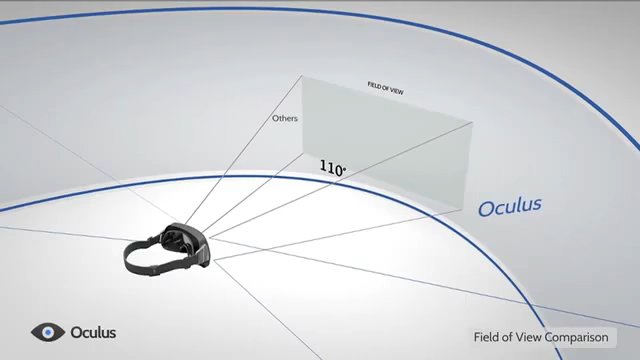 FIELD OF VIEW
Others
110°
Oculus
Oculus
Field of View Comparison